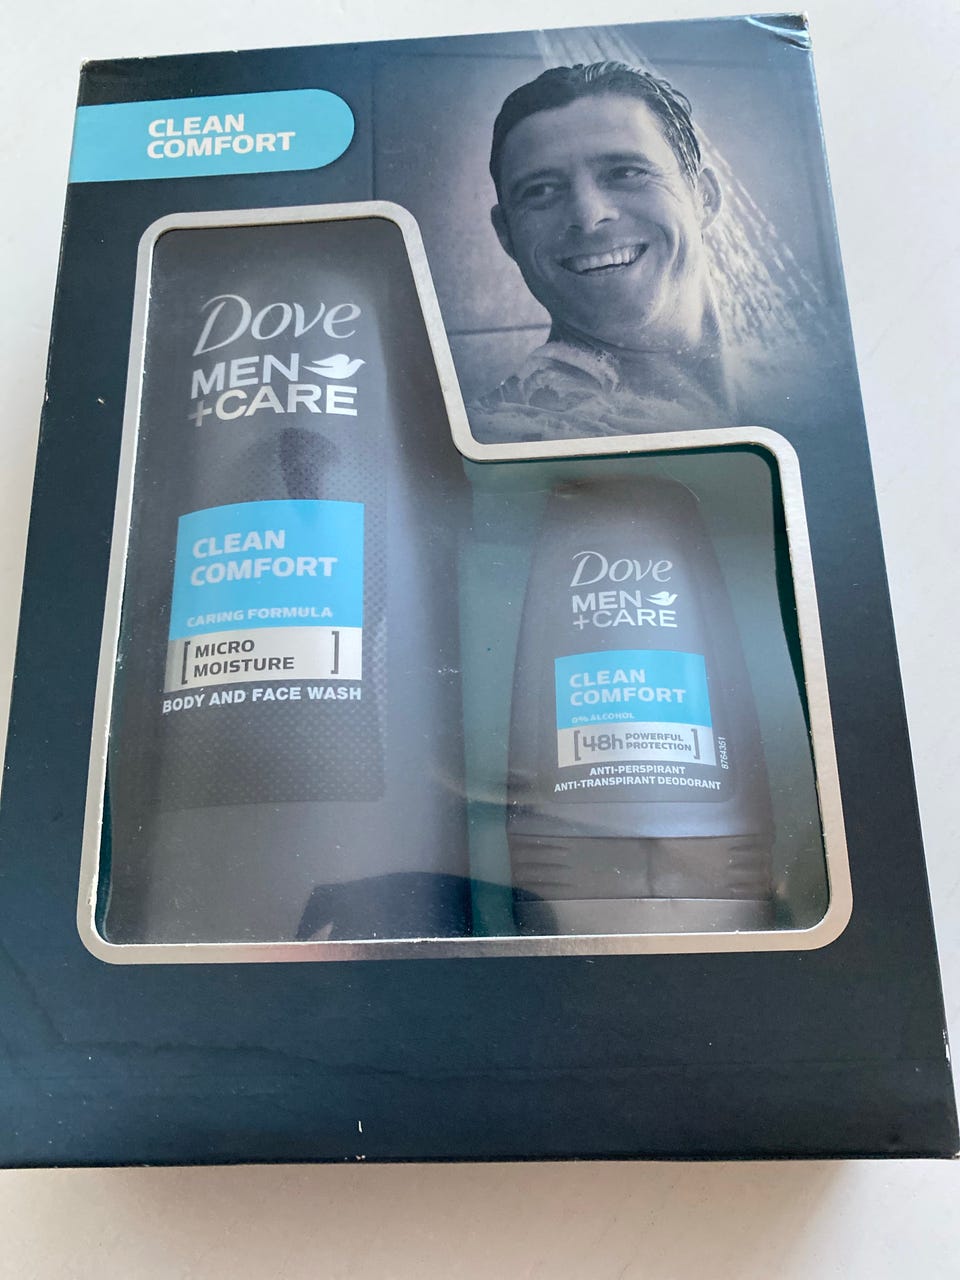 CLEAN
COMFORT
Dove
MEN
+CARE
CLEAN
COMFORT
CARING FORMULA
[MICRO
MOISTURE]
BODY AND FACE WASH
Dove
MEN
+CARE
CLEAN
COMFORT
0% ALCOHOL
[48h POWERFUL
PROTECTION]
8764351
ANTI-PERSPIRANT
ANTI-TRANSPIRANT DEODORANT